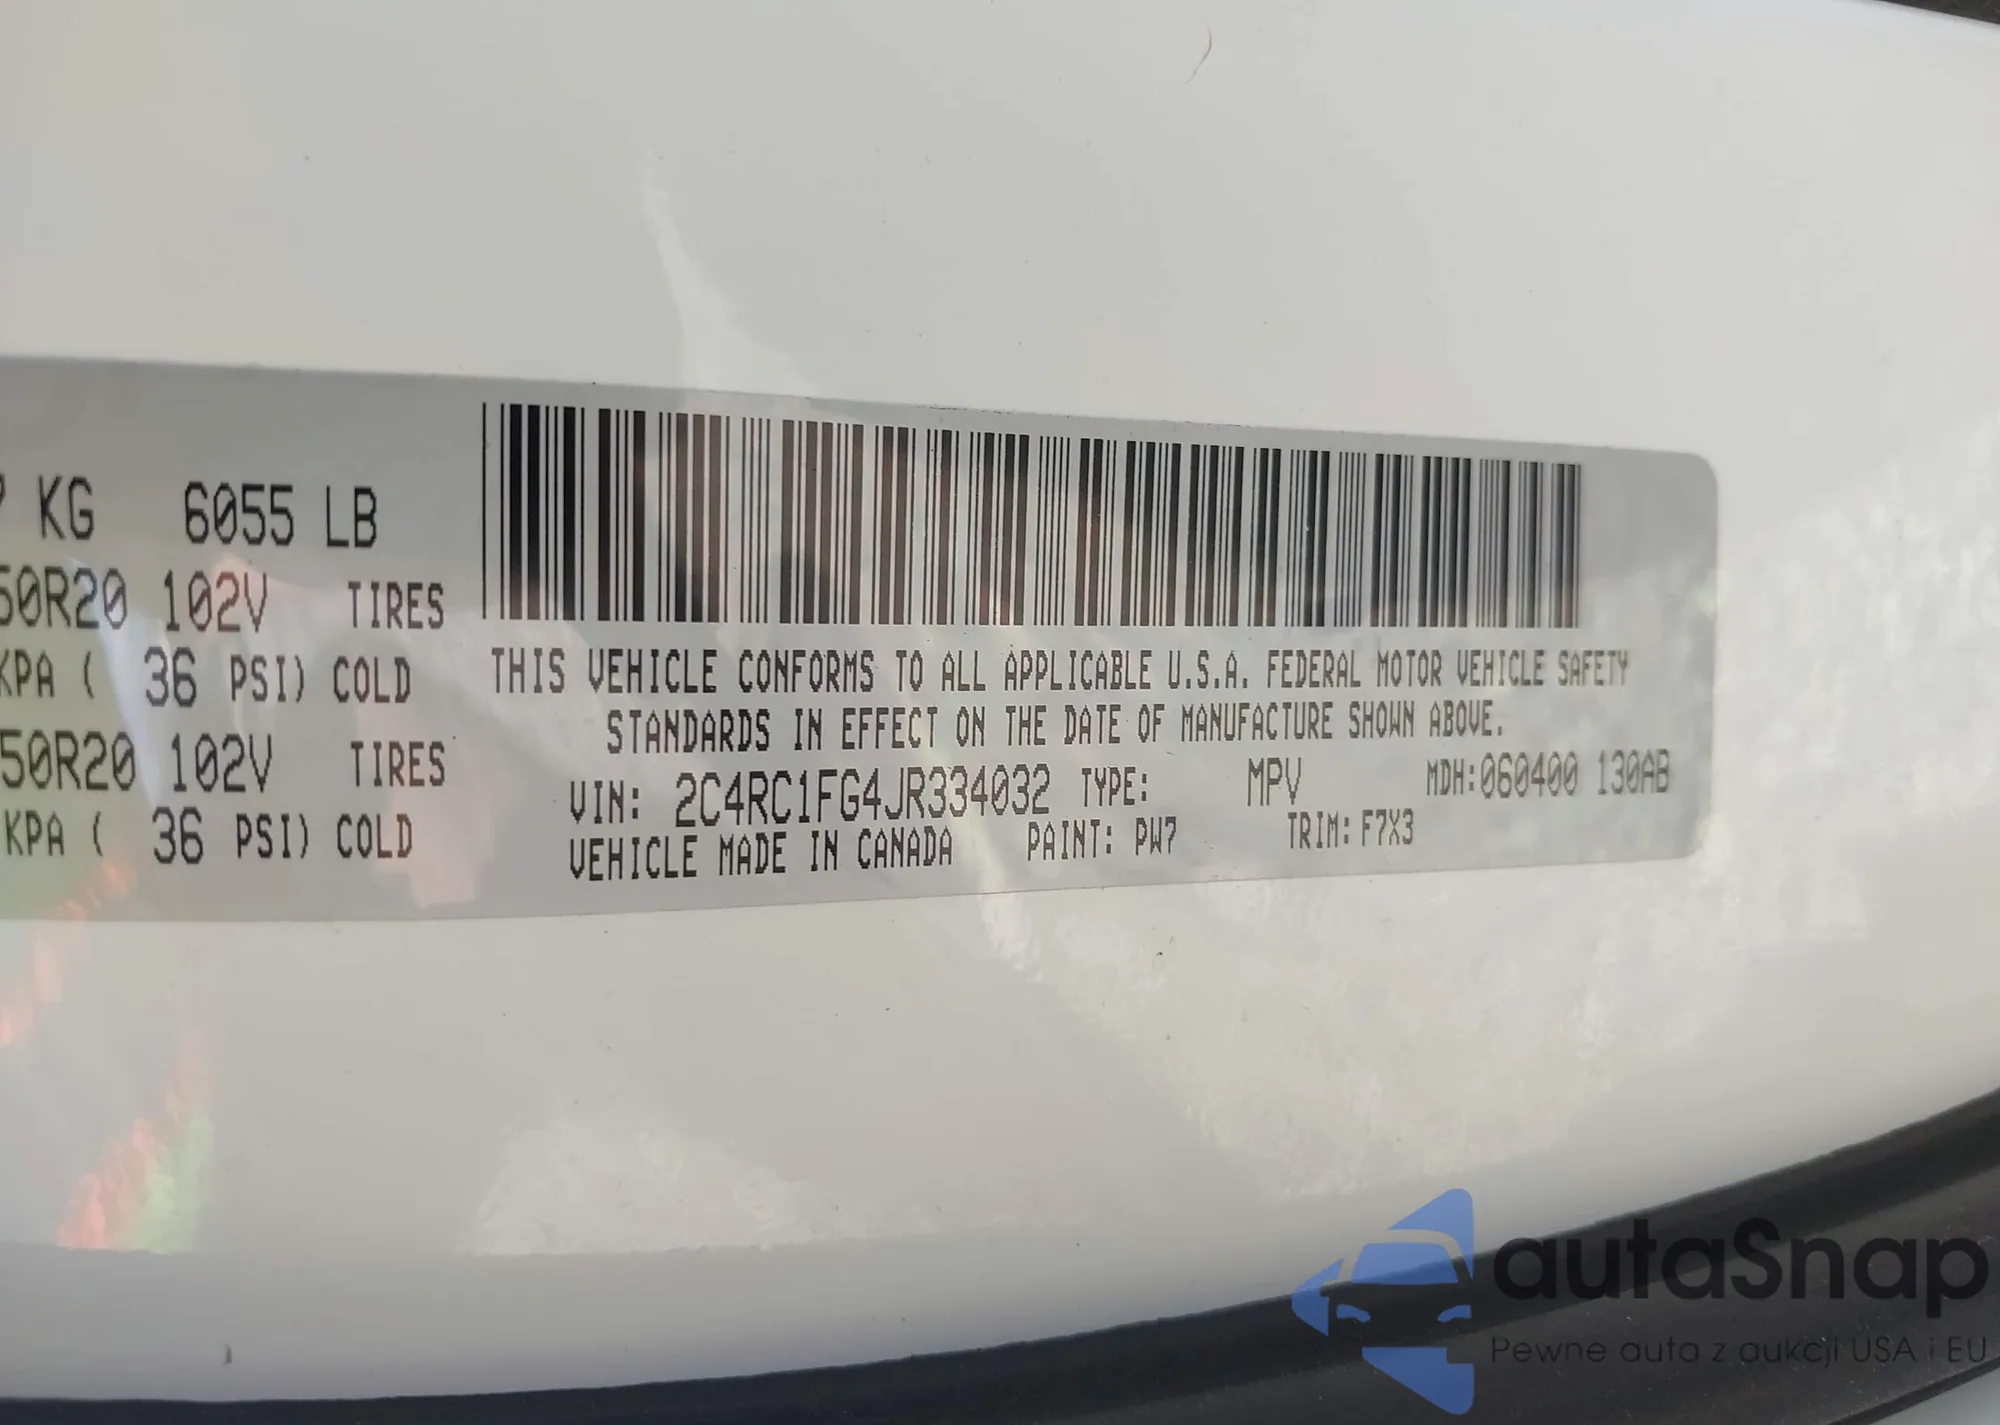 KG 6055 LB
50R20 102V TIRES
KPA ( 36 PSI) COLD
50R20 102V TIRES
KPA ( 36 PSI) COLD
THIS VEHICLE CONFORMS TO ALL APPLICABLE U.S.A. FEDERAL MOTOR VEHICLE SAFETY
STANDARDS IN EFFECT ON THE DATE OF MANUFACTURE SHOWN ABOVE.
VIN: 2C4RC1FG4JR334032 TYPE: MPV MDH:060400 130AB
VEHICLE MADE IN CANADA PAINT: PW7 TRIM: F7X3
autaSnap
Pewne auta z aukcji USA i EU